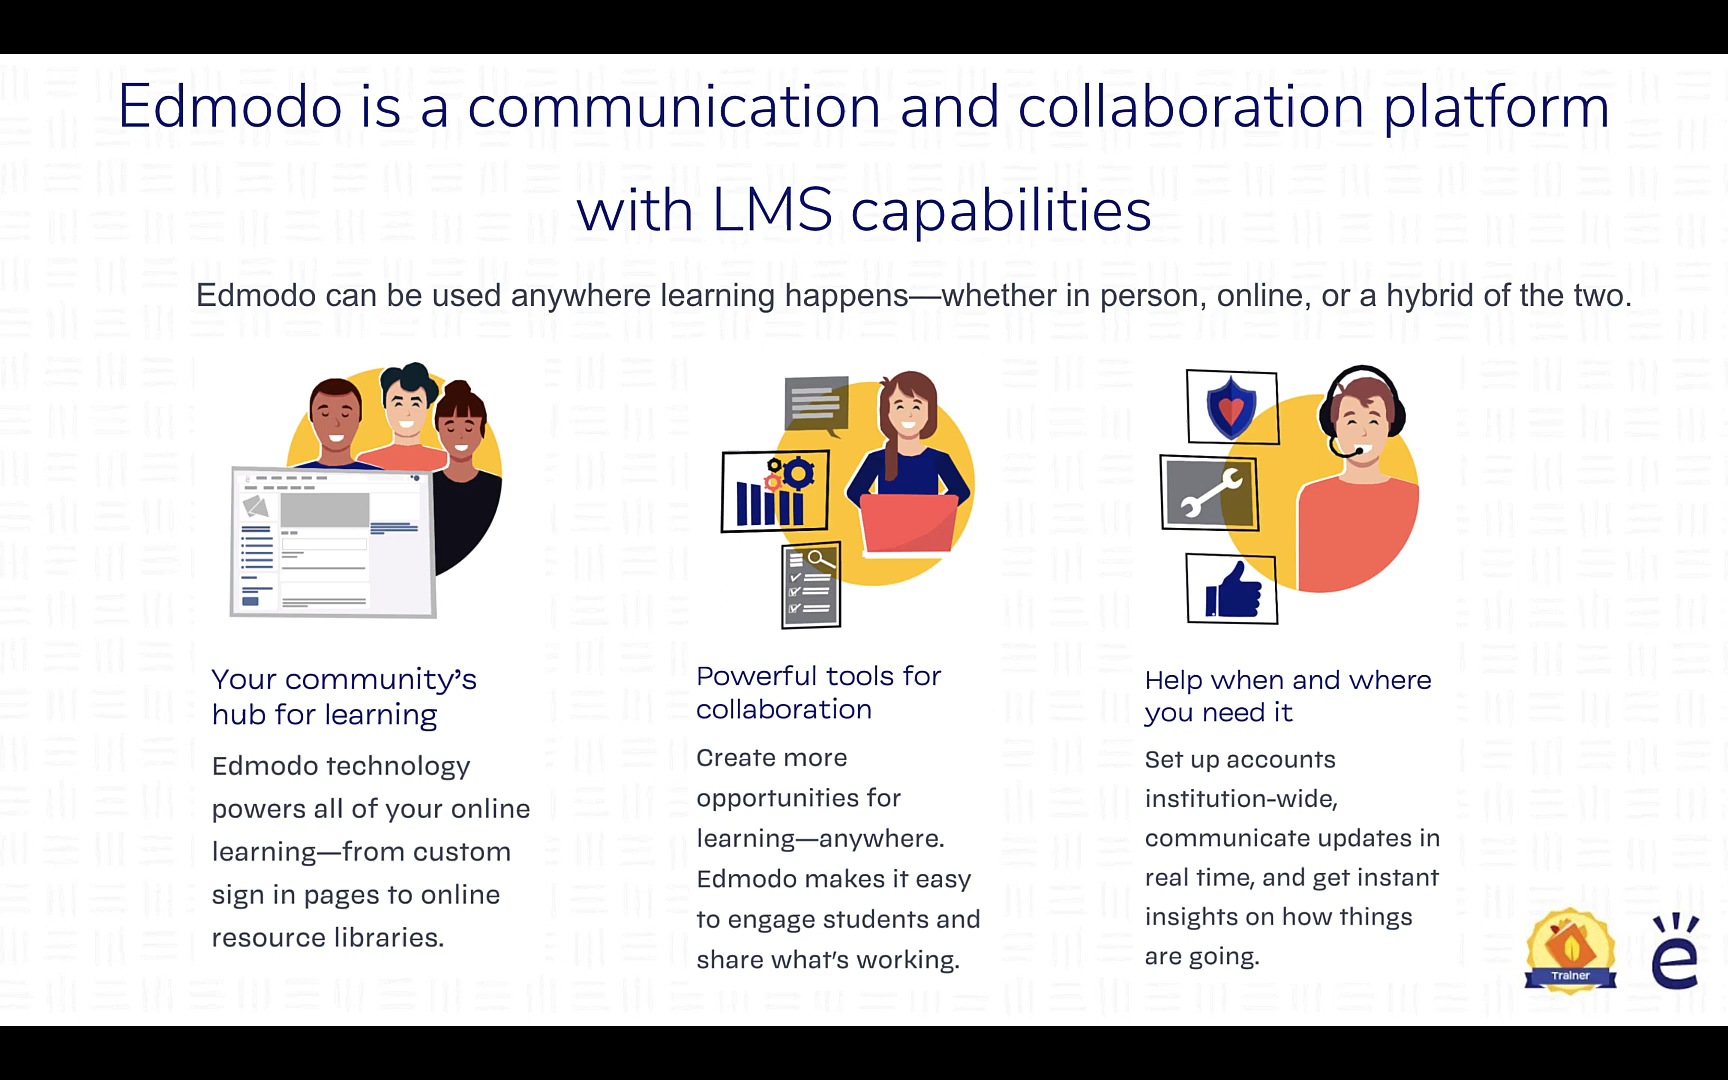 Edmodo is a communication and collaboration platform
with LMS capabilities
Edmodo can be used anywhere learning happens—whether in person, online, or a hybrid of the two.
Your community’s
hub for learning
Edmodo technology
powers all of your online
learning—from custom
sign in pages to online
resource libraries.
Powerful tools for
collaboration
Create more
opportunities for
learning—anywhere.
Edmodo makes it easy
to engage students and
share what’s working.
Help when and where
you need it
Set up accounts
institution-wide,
communicate updates in
real time, and get instant
insights on how things
are going.
Trainer
e